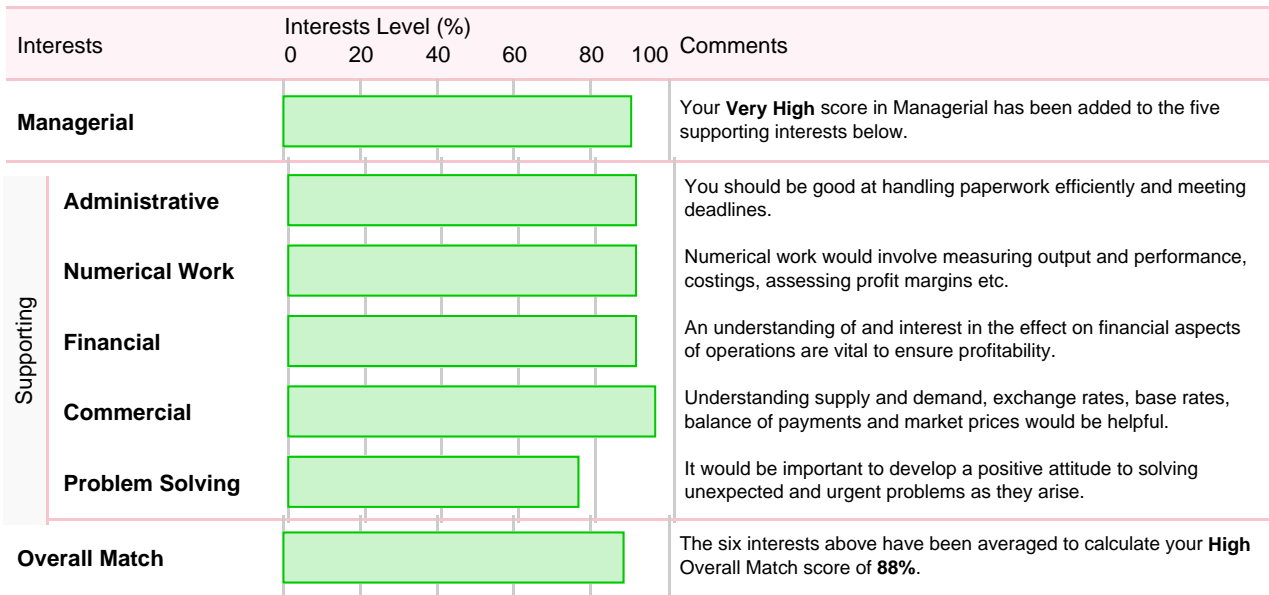 Interests
Interests Level (%)
0 20 40 60 80 100
Comments
Managerial
Your Very High score in Managerial has been added to the five
supporting interests below.
Supporting
Administrative
You should be good at handling paperwork efficiently and meeting
deadlines.
Numerical Work
Numerical work would involve measuring output and performance,
costings, assessing profit margins etc.
Financial
An understanding of and interest in the effect on financial aspects
of operations are vital to ensure profitability.
Commercial
Understanding supply and demand, exchange rates, base rates,
balance of payments and market prices would be helpful.
Problem Solving
It would be important to develop a positive attitude to solving
unexpected and urgent problems as they arise.
Overall Match
The six interests above have been averaged to calculate your High
Overall Match score of 88%.